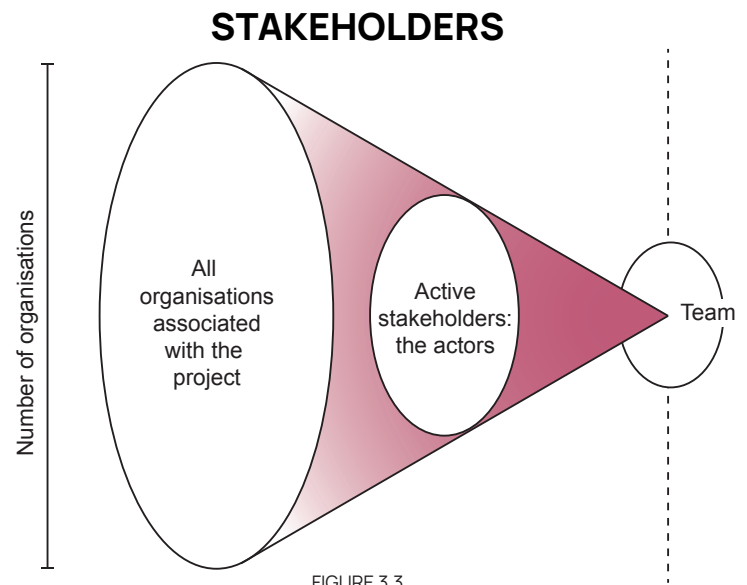 STAKEHOLDERS
Number of organisations
All
organisations
associated
with the
project
Active
stakeholders:
the actors
Team
FIGURE 3.3